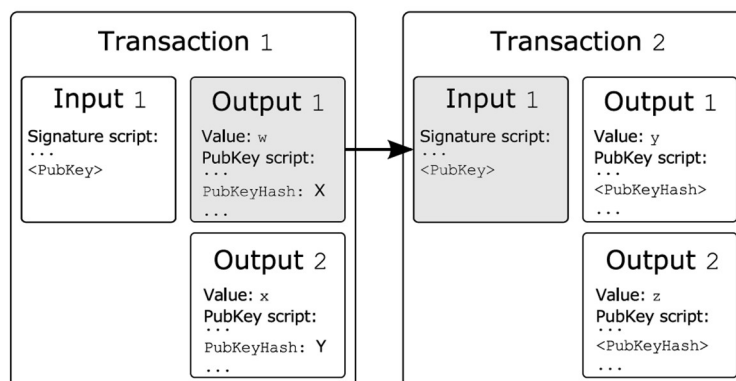 Transaction 1
Input 1
Signature script:
...
<PubKey>
Output 1
Value: w
PubKey script:
...
PubKeyHash: X
...
Output 2
Value: x
PubKey script:
...
PubKeyHash: Y
...
Transaction 2
Input 1
Signature script:
...
<PubKey>
Output 1
Value: y
PubKey script:
...
<PubKeyHash>
...
Output 2
Value: z
PubKey script:
...
<PubKeyHash>
...